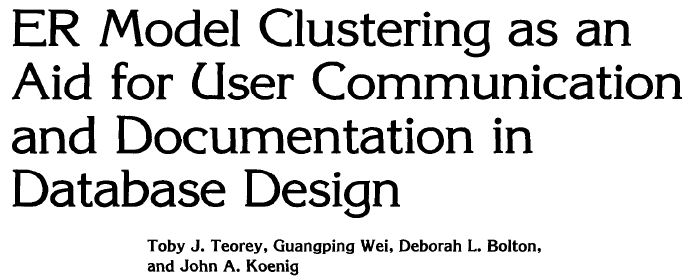 ER Model Clustering as an
Aid for User Communication
and Documentation in
Database Design
Toby J. Teorey, Guangping Wei, Deborah L. Bolton,
and John A. Koenig